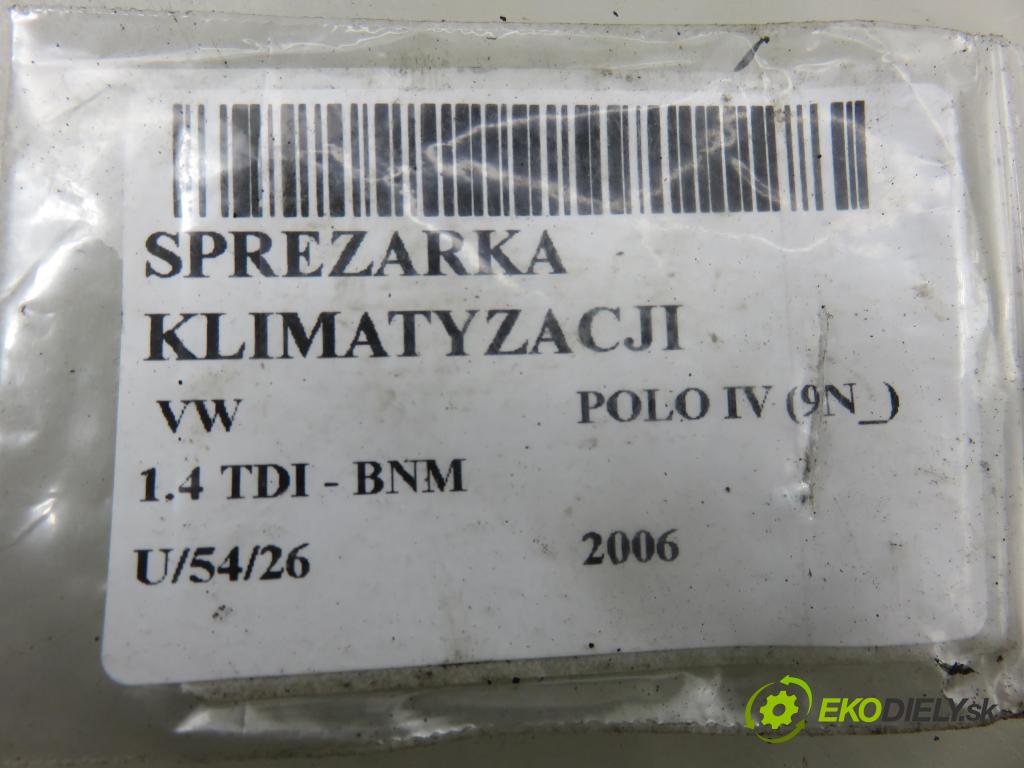 SPREZARKA
KLIMATYZACJI
VW POLO IV (9N_)
1.4 TDI - BNM
U/54/26 2006
EKODIELY.sk